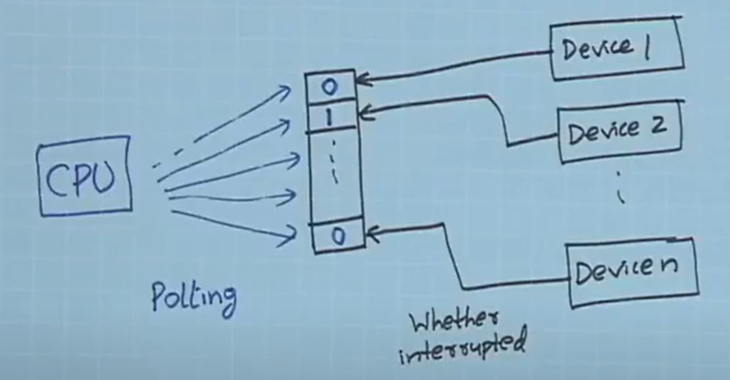 CPU
Polling
0
1
0
Device 1
Device 2
Device n
Whether
interrupted